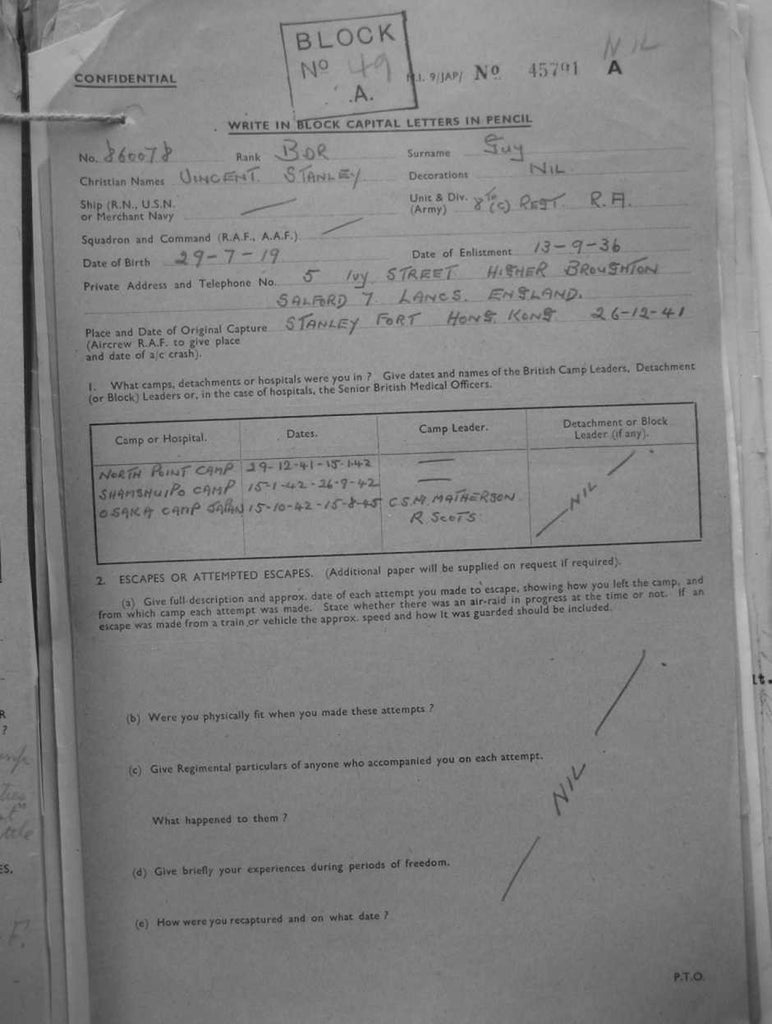 BLOCK
No 49
.A.
NIL
CONFIDENTIAL
M.I. 9/JAP/ No 45791 A
WRITE IN BLOCK CAPITAL LETTERS IN PENCIL
No. 860078 Rank BDR Surname Guy
Christian Names VINCENT. STANLEY Decorations NIL.
Ship (R.N., U.S.N. or Merchant Navy
Unit & Div. (Army) 8TH (C) REGT. R.A.
Squadron and Command (R.A.F., A.A.F.)
Date of Birth 29-7-19 Date of Enlistment 13-9-36
Private Address and Telephone No. 5 Ivy STREET HIGHER BROUGHTON
SALFORD 7 LANCS. ENGLAND.
Place and Date of Original Capture STANLEY FORT HONG KONG 26-12-41
(Aircrew R.A.F. to give place
and date of a/c crash).
1. What camps, detachments or hospitals were you in ? Give dates and names of the British Camp Leaders, Detachment
(or Block) Leaders or, in the case of hospitals, the Senior British Medical Officers.
Camp or Hospital. Dates. Camp Leader. Detachment or Block Leader (if any).
NORTH POINT CAMP 29-12-41-15-1-42 —
SHAMSHUIPO CAMP 15-1-42-26-9-42 —
OSAKA CAMP JAPAN 15-10-42-15-8-45 C.S.M. MATHERSON
R. SCOTS
NIL
2. ESCAPES OR ATTEMPTED ESCAPES. (Additional paper will be supplied on request if required).
(a) Give full description and approx. date of each attempt you made to escape, showing how you left the camp, and
from which camp each attempt was made. State whether there was an air-raid in progress at the time or not. If an
escape was made from a train or vehicle the approx. speed and how it was guarded should be included.
(b) Were you physically fit when you made these attempts ?
(c) Give Regimental particulars of anyone who accompanied you on each attempt.
NIL
What happened to them ?
(d) Give briefly your experiences during periods of freedom.
(e) How were you recaptured and on what date ?
P.T.O.